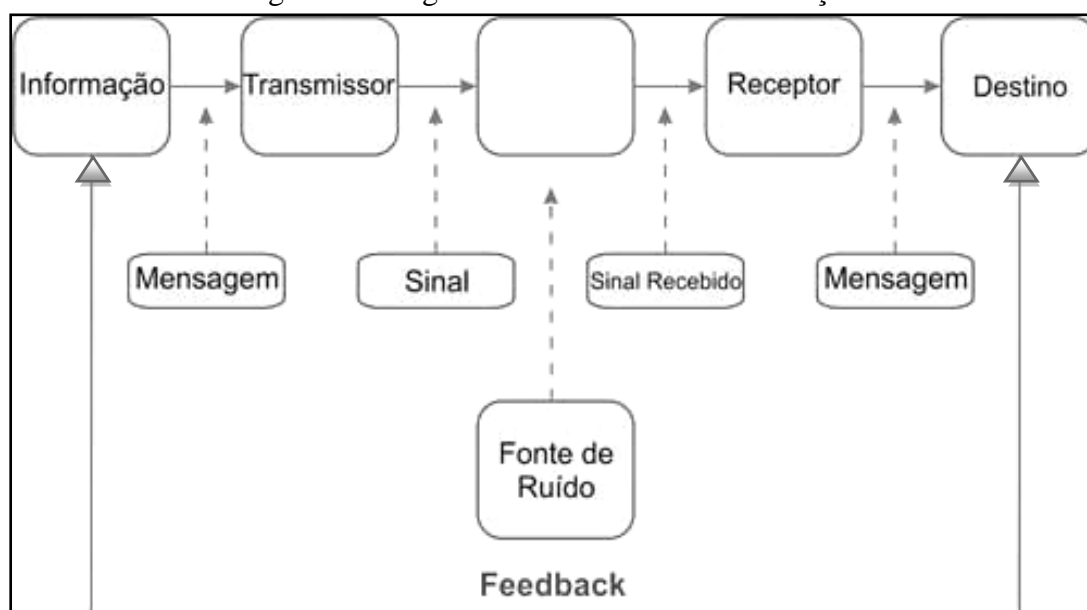 Informação
Transmissor
Receptor
Destino
Mensagem
Sinal
Sinal Recebido
Mensagem
Fonte de
Ruído
Feedback